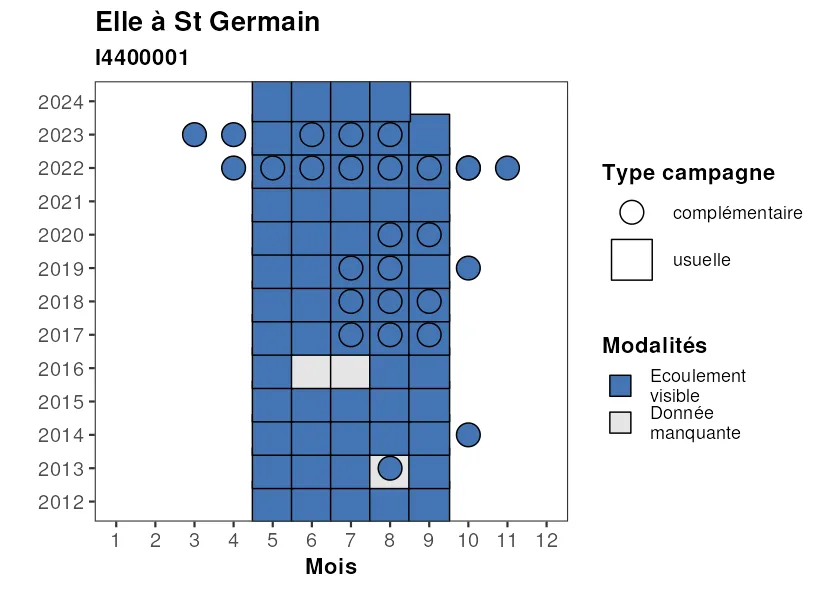 Elle à St Germain
I4400001
2024
2023
2022
2021
2020
2019
2018
2017
2016
2015
2014
2013
2012
1 2 3 4 5 6 7 8 9 10 11 12
Mois
Type campagne
complémentaire
usuelle
Modalités
Ecoulement
visible
Donnée
manquante